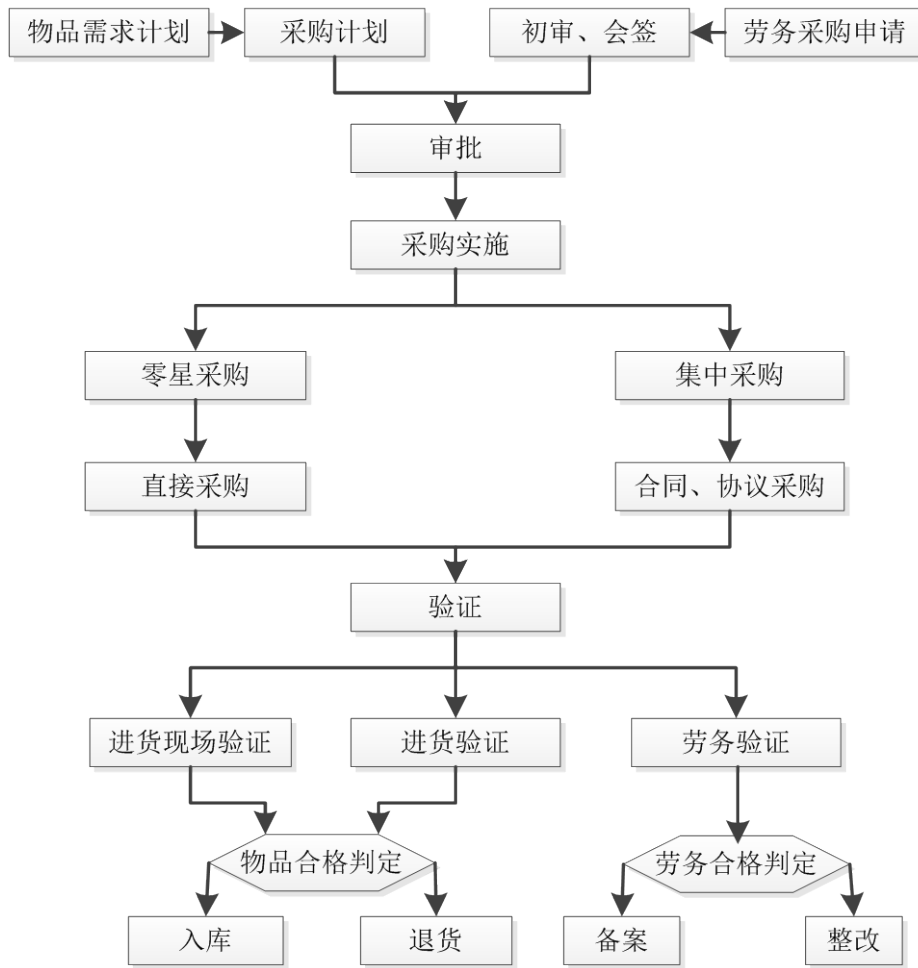 物品需求计划
采购计划
初审、会签
劳务采购申请
审批
采购实施
零星采购
集中采购
直接采购
合同、协议采购
验证
进货现场验证
进货验证
劳务验证
物品合格判定
劳务合格判定
入库
退货
备案
整改